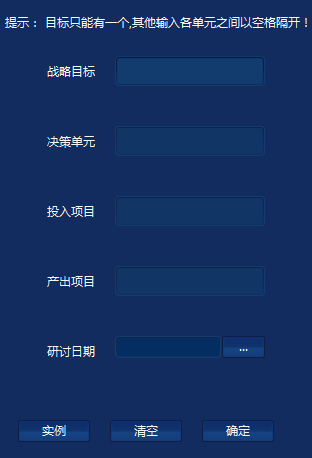 提示： 目标只能有一个,其他输入各单元之间以空格隔开！
战略目标
决策单元
投入项目
产出项目
研讨日期 ...
实例 清空 确定